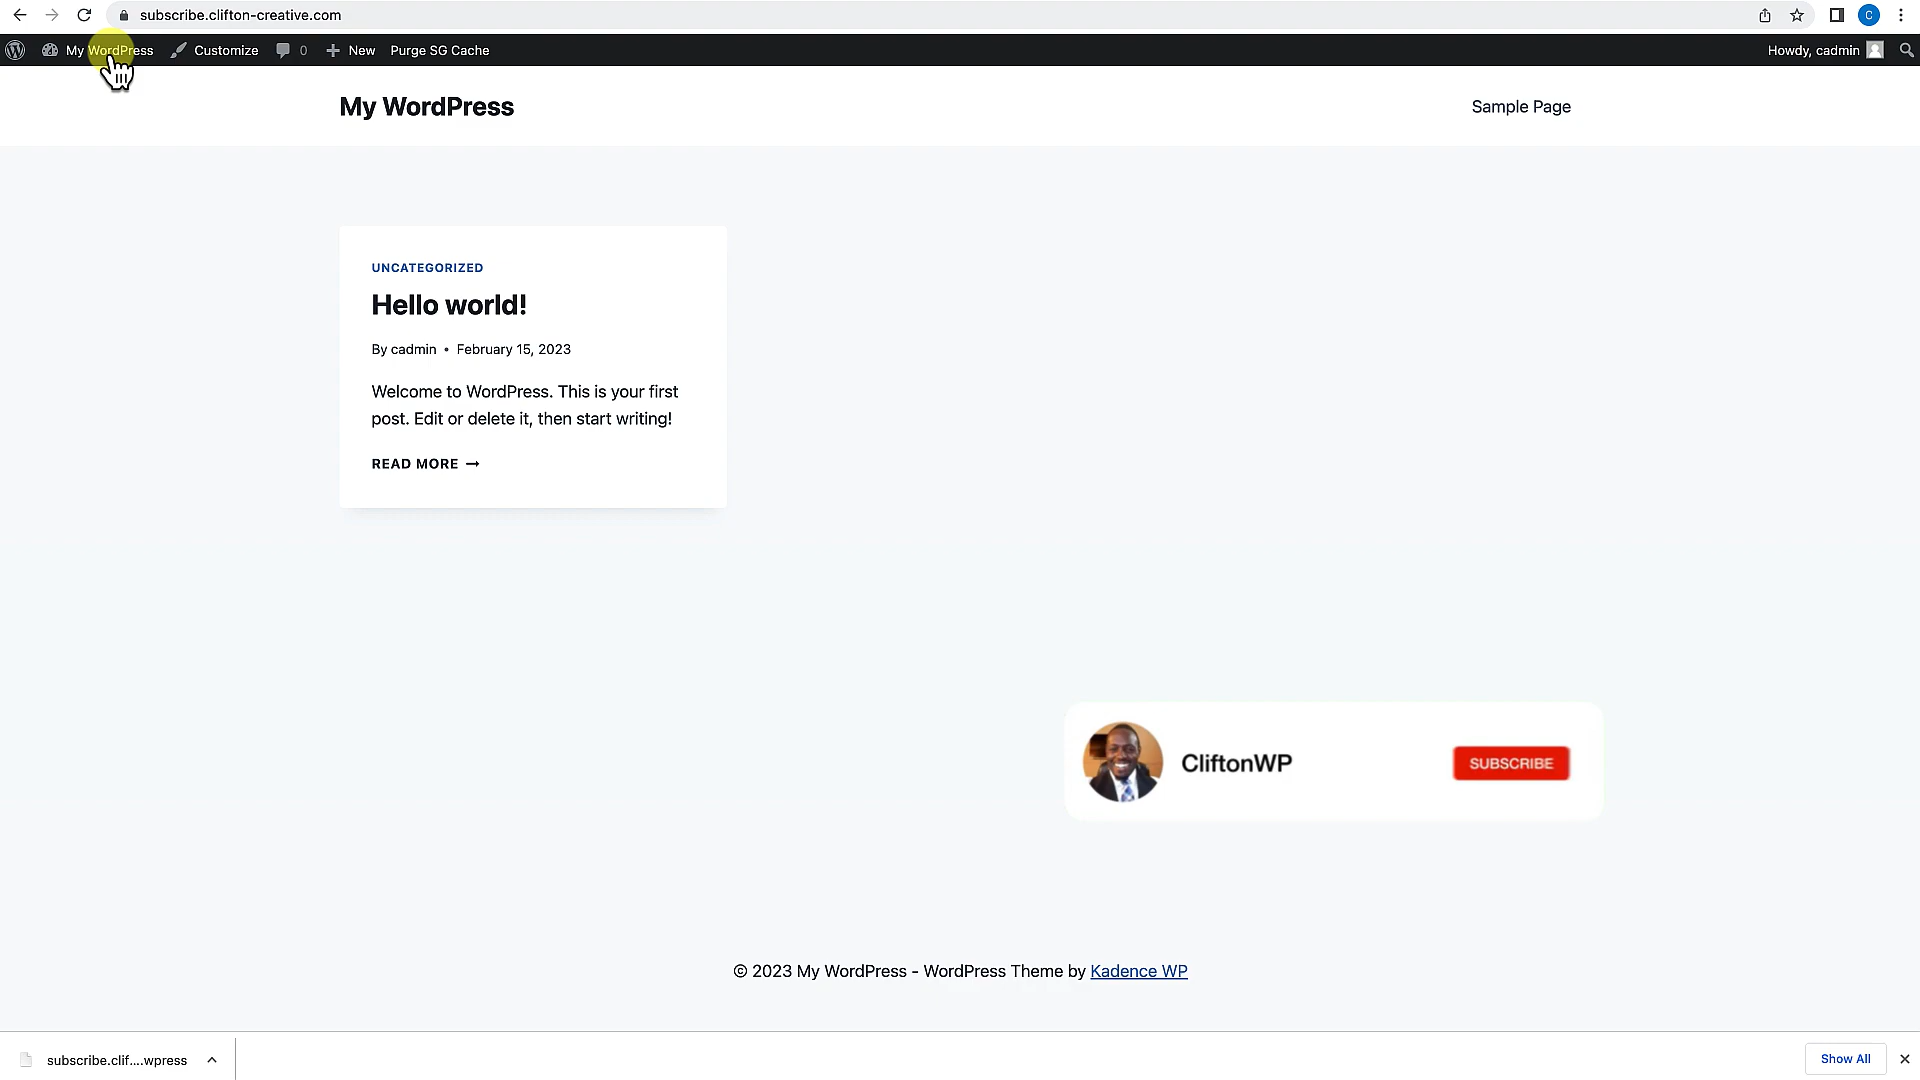 subscribe.clifton-creative.com
C
My WordPress Customize 0 New Purge SG Cache Howdy, cadmin
My WordPress Sample Page
UNCATEGORIZED
Hello world!
By cadmin • February 15, 2023
Welcome to WordPress. This is your first
post. Edit or delete it, then start writing!
READ MORE →
CliftonWP SUBSCRIBE
© 2023 My WordPress - WordPress Theme by Kadence WP
subscribe.clif....wpress Show All